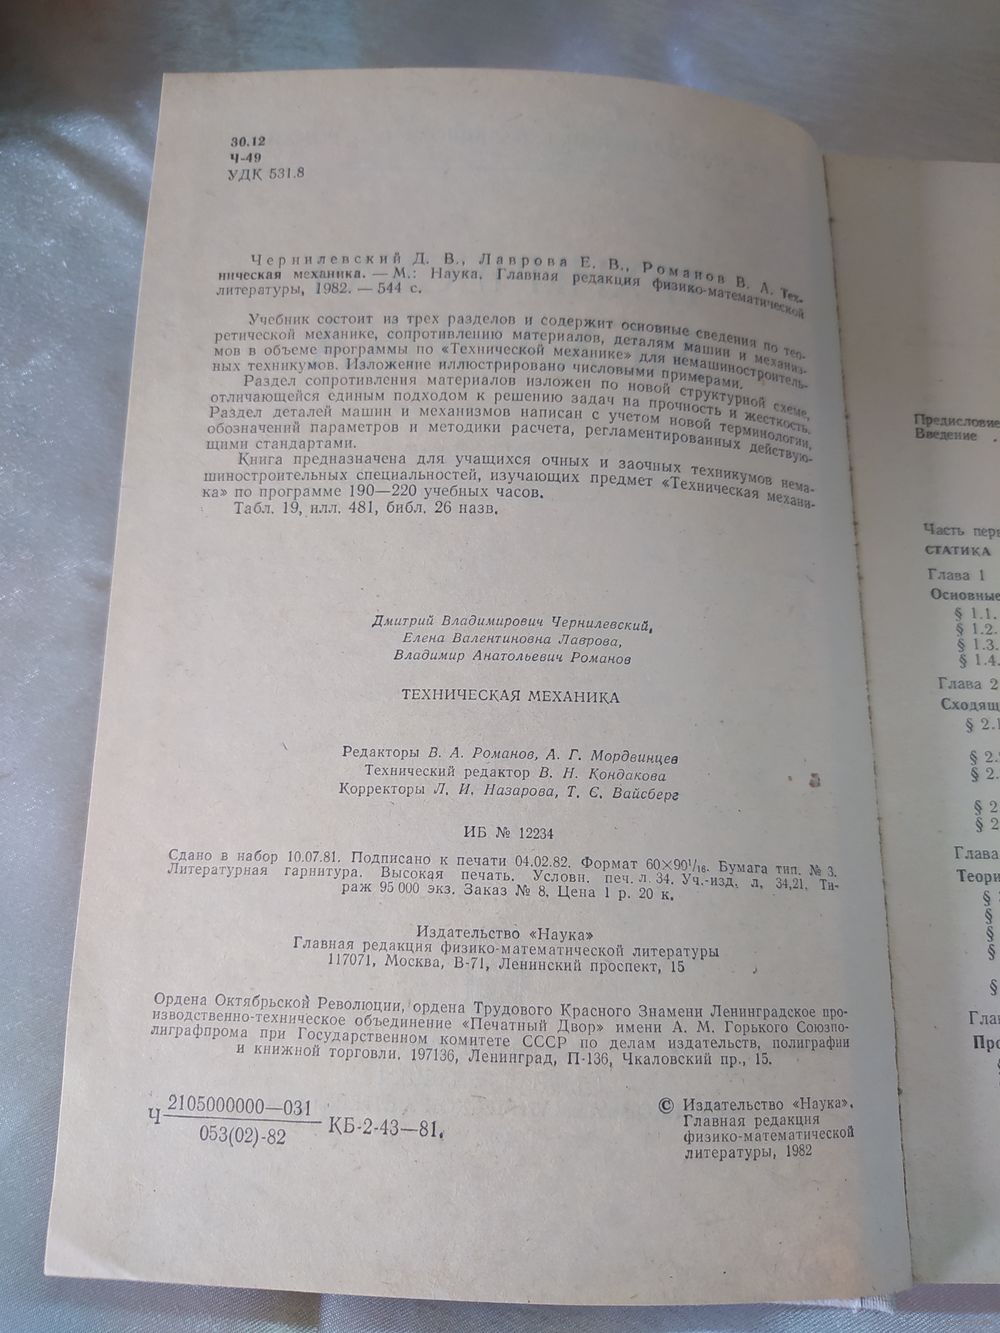 30.12
Ч-49
УДК 531.8
Чернилевский Д. В., Лаврова Е. В., Романов В. А. Тех-
ническая механика. — М.: Наука. Главная редакция физико-математической
литературы, 1982. — 544 с.
Учебник состоит из трех разделов и содержит основные сведения по тео-
ретической механике, сопротивлению материалов, деталям машин и механиз-
мов в объеме программы по «Технической механике» для немашиностроитель-
ных техникумов. Изложение иллюстрировано числовыми примерами.
Раздел сопротивления материалов изложен по новой структурной схеме,
отличающейся единым подходом к решению задач на прочность и жесткость.
Раздел деталей машин и механизмов написан с учетом новой терминологии,
обозначений параметров и методики расчета, регламентированных действую-
щими стандартами.
Книга предназначена для учащихся очных и заочных техникумов нема-
шиностроительных специальностей, изучающих предмет «Техническая механи-
ка» по программе 190—220 учебных часов.
Табл. 19, илл. 481, библ. 26 назв.
Дмитрий Владимирович Чернилевский,
Елена Валентиновна Лаврова,
Владимир Анатольевич Романов
ТЕХНИЧЕСКАЯ МЕХАНИКА
Редакторы В. А. Романов, А. Г. Мордвинцев
Технический редактор В. Н. Кондакова
Корректоры Л. И. Назарова, Т. С. Вайсберг
ИБ № 12234
Сдано в набор 10.07.81. Подписано к печати 04.02.82. Формат 60×90¹/₁₆. Бумага тип. № 3.
Литературная гарнитура. Высокая печать. Условн. печ. л. 34. Уч.-изд. л. 34,21. Ти-
раж 95 000 экз. Заказ № 8. Цена 1 р. 20 к.
Издательство «Наука»
Главная редакция физико-математической литературы
117071, Москва, В-71, Ленинский проспект, 15
Ордена Октябрьской Революции, ордена Трудового Красного Знамени Ленинградское про-
изводственно-техническое объединение «Печатный Двор» имени А. М. Горького Союзпо-
лиграфпрома при Государственном комитете СССР по делам издательств, полиграфии
и книжной торговли. 197136, Ленинград, П-136, Чкаловский пр., 15.
Ч 2105000000—031
053(02)-82 КБ-2-43—81.
© Издательство «Наука».
Главная редакция
физико-математической
литературы, 1982
Предисловие
Введение .
Часть
СТАТИКА
Глава 1
Основные
§ 1.1.
§ 1.2.
§ 1.3.
§ 1.4.
Глава 2
§ 2.
§ 2.
§ 2.
§ 2
§ 2
Глава
§
§
§
§
§